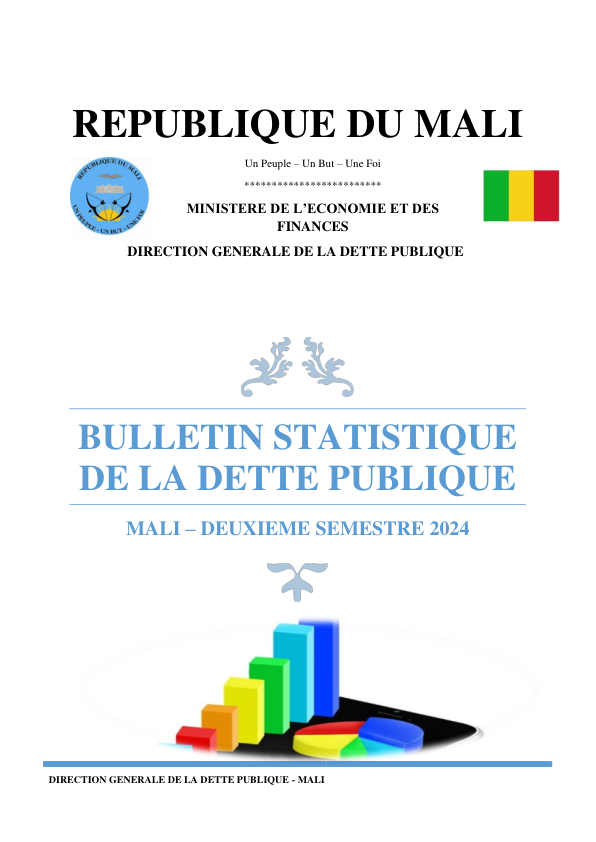 REPUBLIQUE DU MALI
Un Peuple – Un But – Une Foi
*************************
REPUBLIQUE DU MALI
UN PEUPLE - UN BUT - UNE FOI
MINISTERE DE L'ECONOMIE ET DES
FINANCES
DIRECTION GENERALE DE LA DETTE PUBLIQUE
BULLETIN STATISTIQUE
DE LA DETTE PUBLIQUE
MALI – DEUXIEME SEMESTRE 2024
DIRECTION GENERALE DE LA DETTE PUBLIQUE - MALI